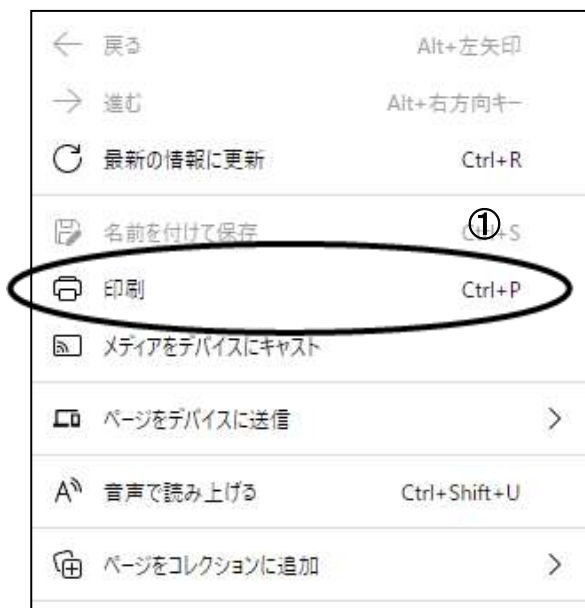 戻る Alt+左矢印
進む Alt+右方向キー
最新の情報に更新 Ctrl+R
①
名前を付けて保存 Ctrl+S
印刷 Ctrl+P
メディアをデバイスにキャスト
ページをデバイスに送信
音声で読み上げる Ctrl+Shift+U
ページをコレクションに追加